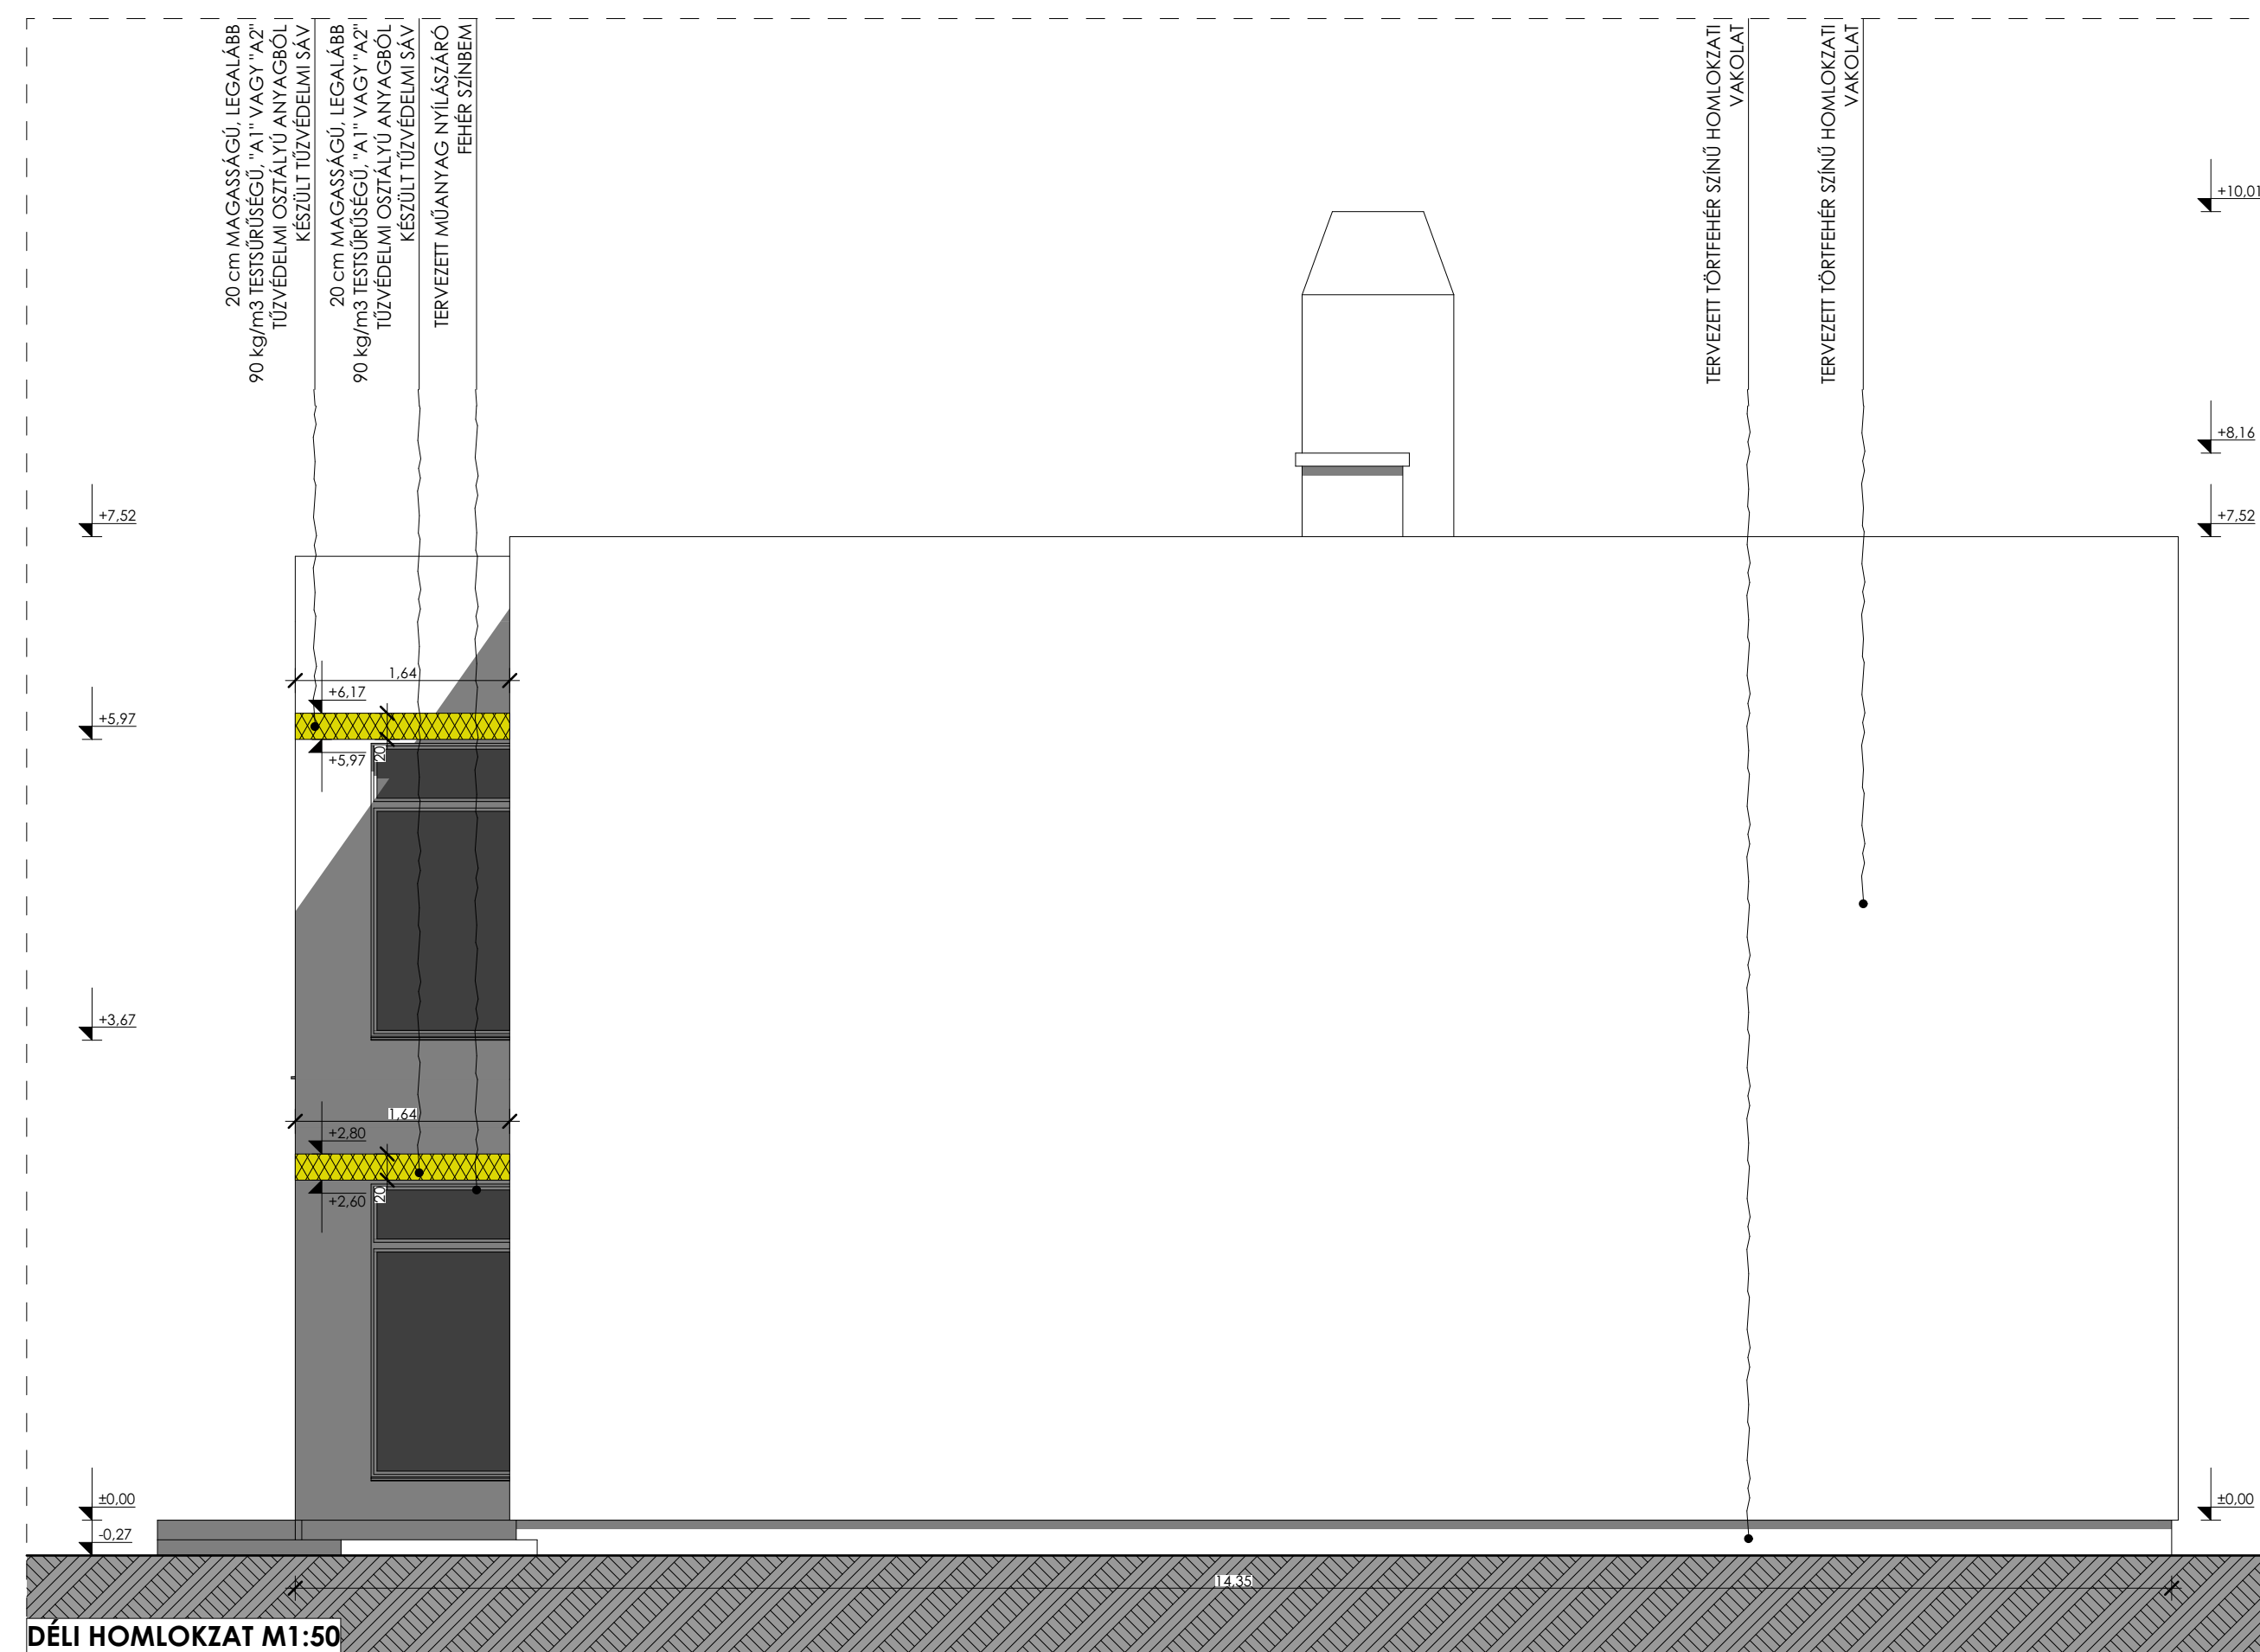 20 cm MAGASSÁGÚ, LEGALÁBB
90 kg/m3 TESTSŰRŰSÉGŰ, "A1" VAGY "A2"
TŰZVÉDELMI OSZTÁLYÚ ANYAGBÓL
KÉSZÜLT TŰZVÉDELMI SÁV
20 cm MAGASSÁGÚ, LEGALÁBB
90 kg/m3 TESTSŰRŰSÉGŰ, "A1" VAGY "A2"
TŰZVÉDELMI OSZTÁLYÚ ANYAGBÓL
KÉSZÜLT TŰZVÉDELMI SÁV
TERVEZETT MŰANYAG NYÍLÁSZÁRÓ
FEHÉR SZÍNBEM
TERVEZETT TÖRTFEHÉR SZÍNŰ HOMLOKZATI
VAKOLAT
TERVEZETT TÖRTFEHÉR SZÍNŰ HOMLOKZATI
VAKOLAT
+10,01
+8,16
+7,52
+7,52
1,64
+6,17
+5,97
+5,97
20
+3,67
1,64
+2,80
+2,60
20
±0,00
±0,00
-0,27
14,35
DÉLI HOMLOKZAT M1:50